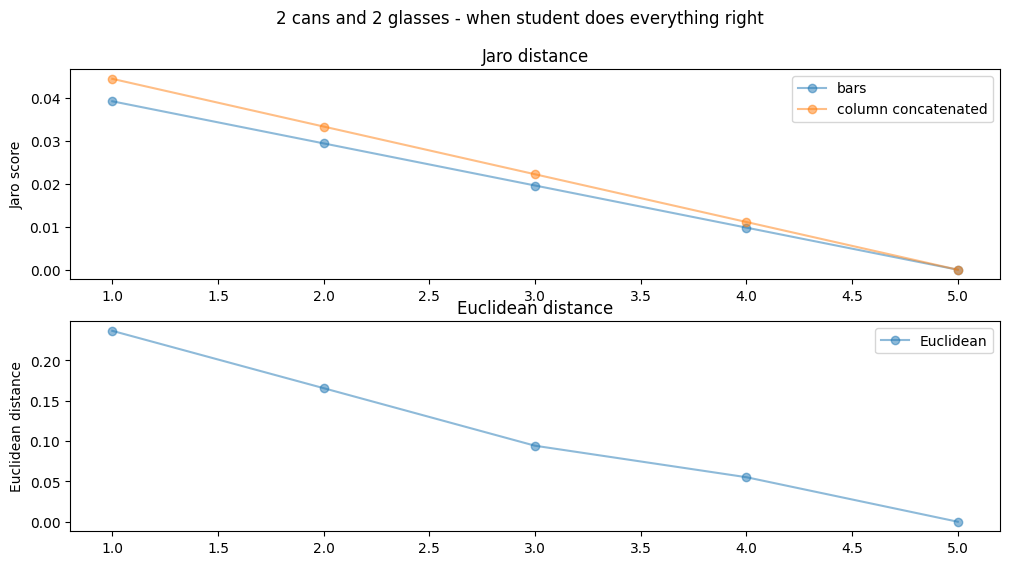 2 cans and 2 glasses - when student does everything right
Jaro distance
Jaro score
0.04
0.03
0.02
0.01
0.00
bars
column concatenated
1.0 1.5 2.0 2.5 3.0 3.5 4.0 4.5 5.0
Euclidean distance
Euclidean distance
0.20
0.15
0.10
0.05
0.00
Euclidean
1.0 1.5 2.0 2.5 3.0 3.5 4.0 4.5 5.0